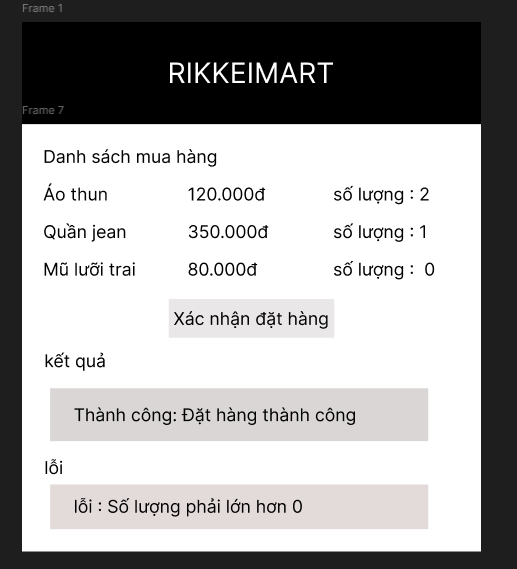 Frame 1
RIKKEIMART
Frame 7
Danh sách mua hàng
Áo thun 120.000đ số lượng : 2
Quần jean 350.000đ số lượng : 1
Mũ lưỡi trai 80.000đ số lượng :  0
Xác nhận đặt hàng
kết quả
Thành công: Đặt hàng thành công
lỗi
lỗi : Số lượng phải lớn hơn 0